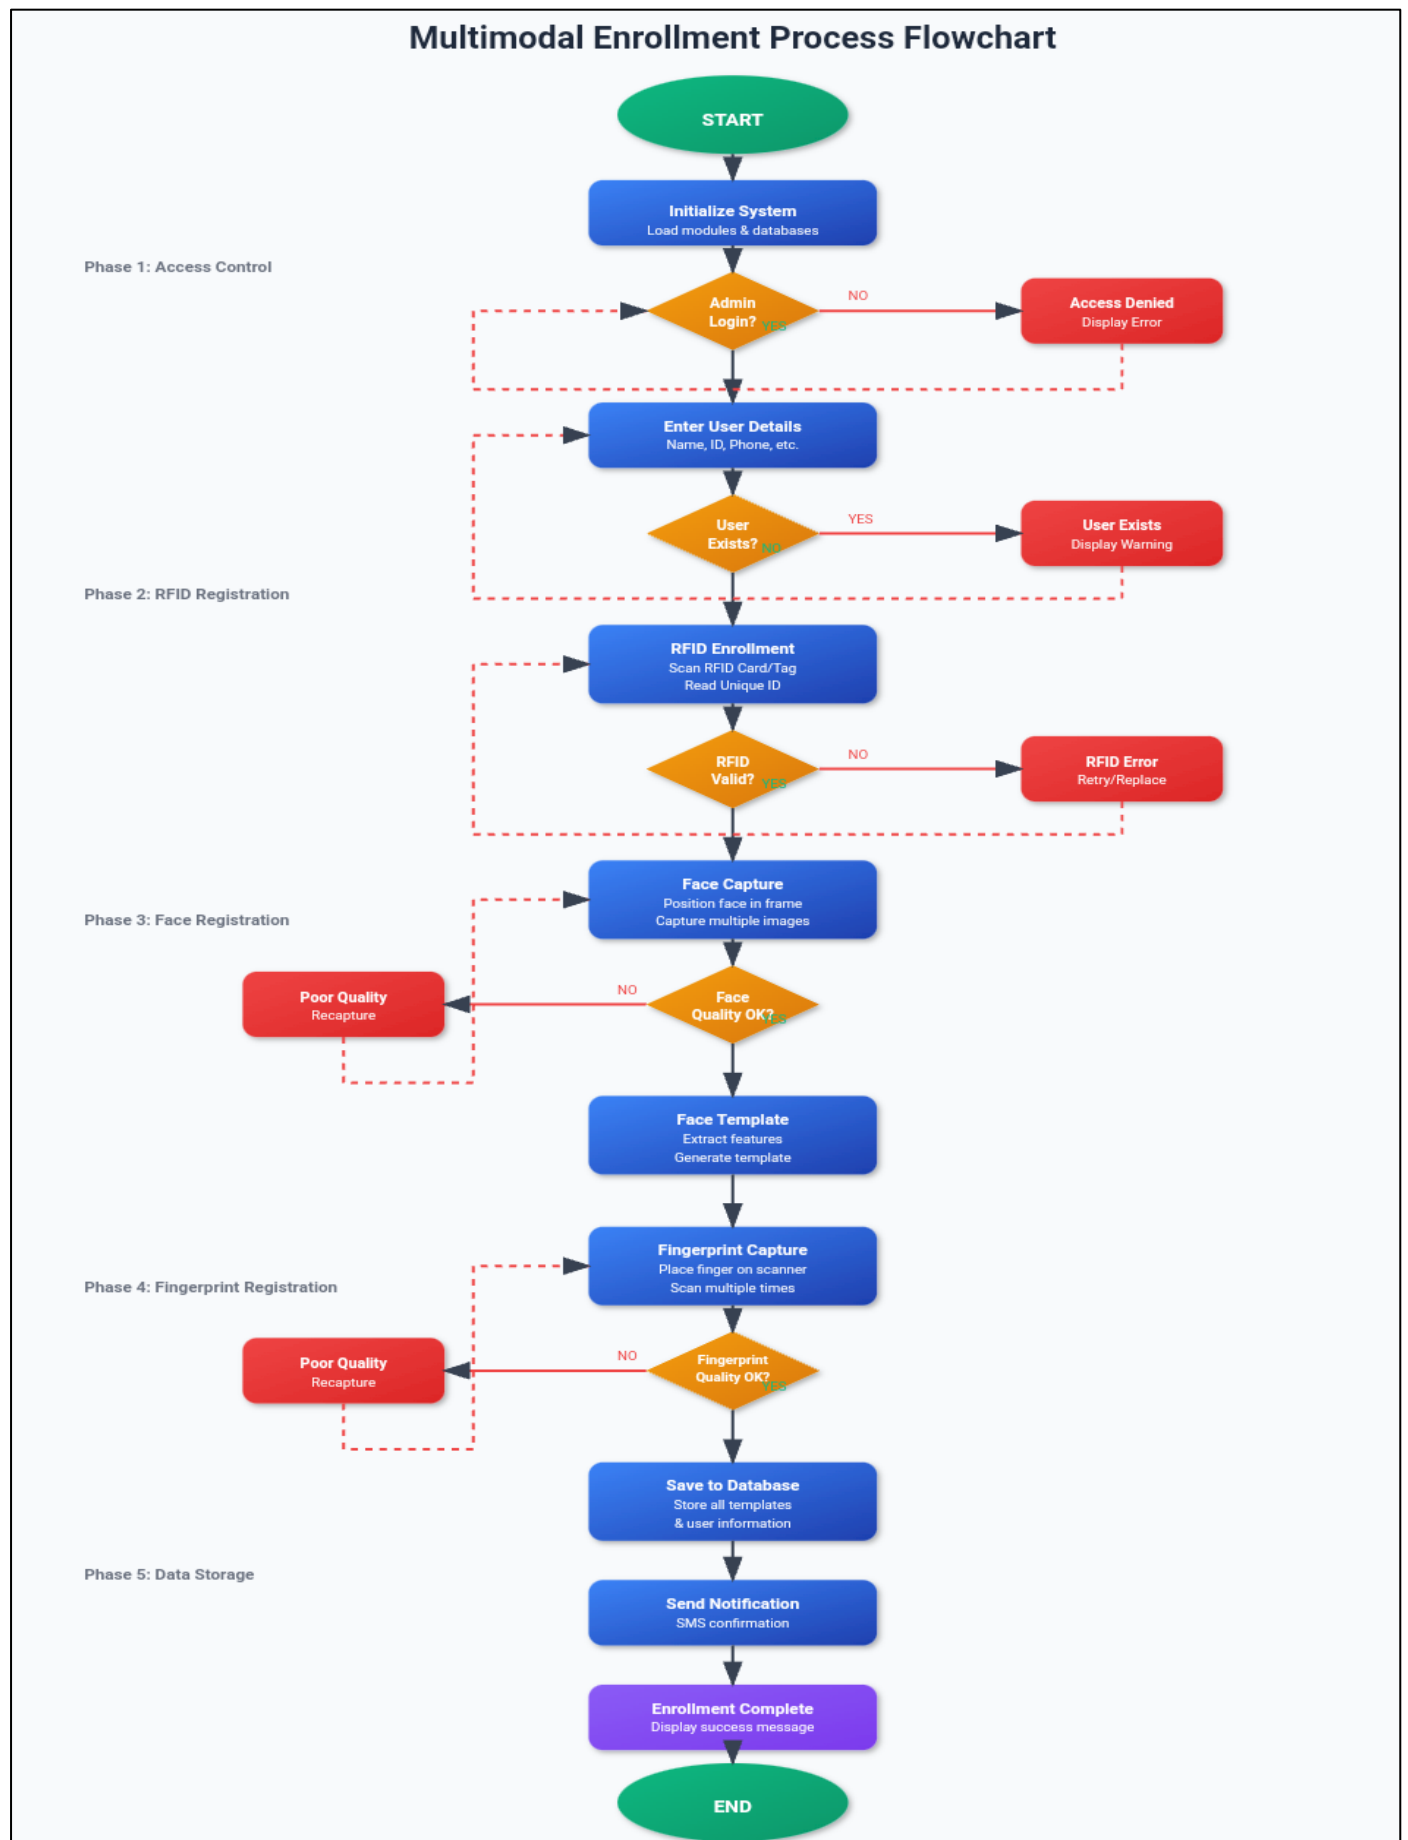 Multimodal Enrollment Process Flowchart
START
Initialize System
Load modules & databases
Phase 1: Access Control
Admin
Login?
YES
NO
Access Denied
Display Error
Enter User Details
Name, ID, Phone, etc.
User
Exists?
NO
YES
User Exists
Display Warning
Phase 2: RFID Registration
RFID Enrollment
Scan RFID Card/Tag
Read Unique ID
RFID
Valid?
YES
NO
RFID Error
Retry/Replace
Face Capture
Position face in frame
Capture multiple images
Phase 3: Face Registration
Poor Quality
Recapture
NO
Face
Quality OK?
YES
Face Template
Extract features
Generate template
Fingerprint Capture
Place finger on scanner
Scan multiple times
Phase 4: Fingerprint Registration
Poor Quality
Recapture
NO
Fingerprint
Quality OK?
YES
Save to Database
Store all templates
& user information
Phase 5: Data Storage
Send Notification
SMS confirmation
Enrollment Complete
Display success message
END